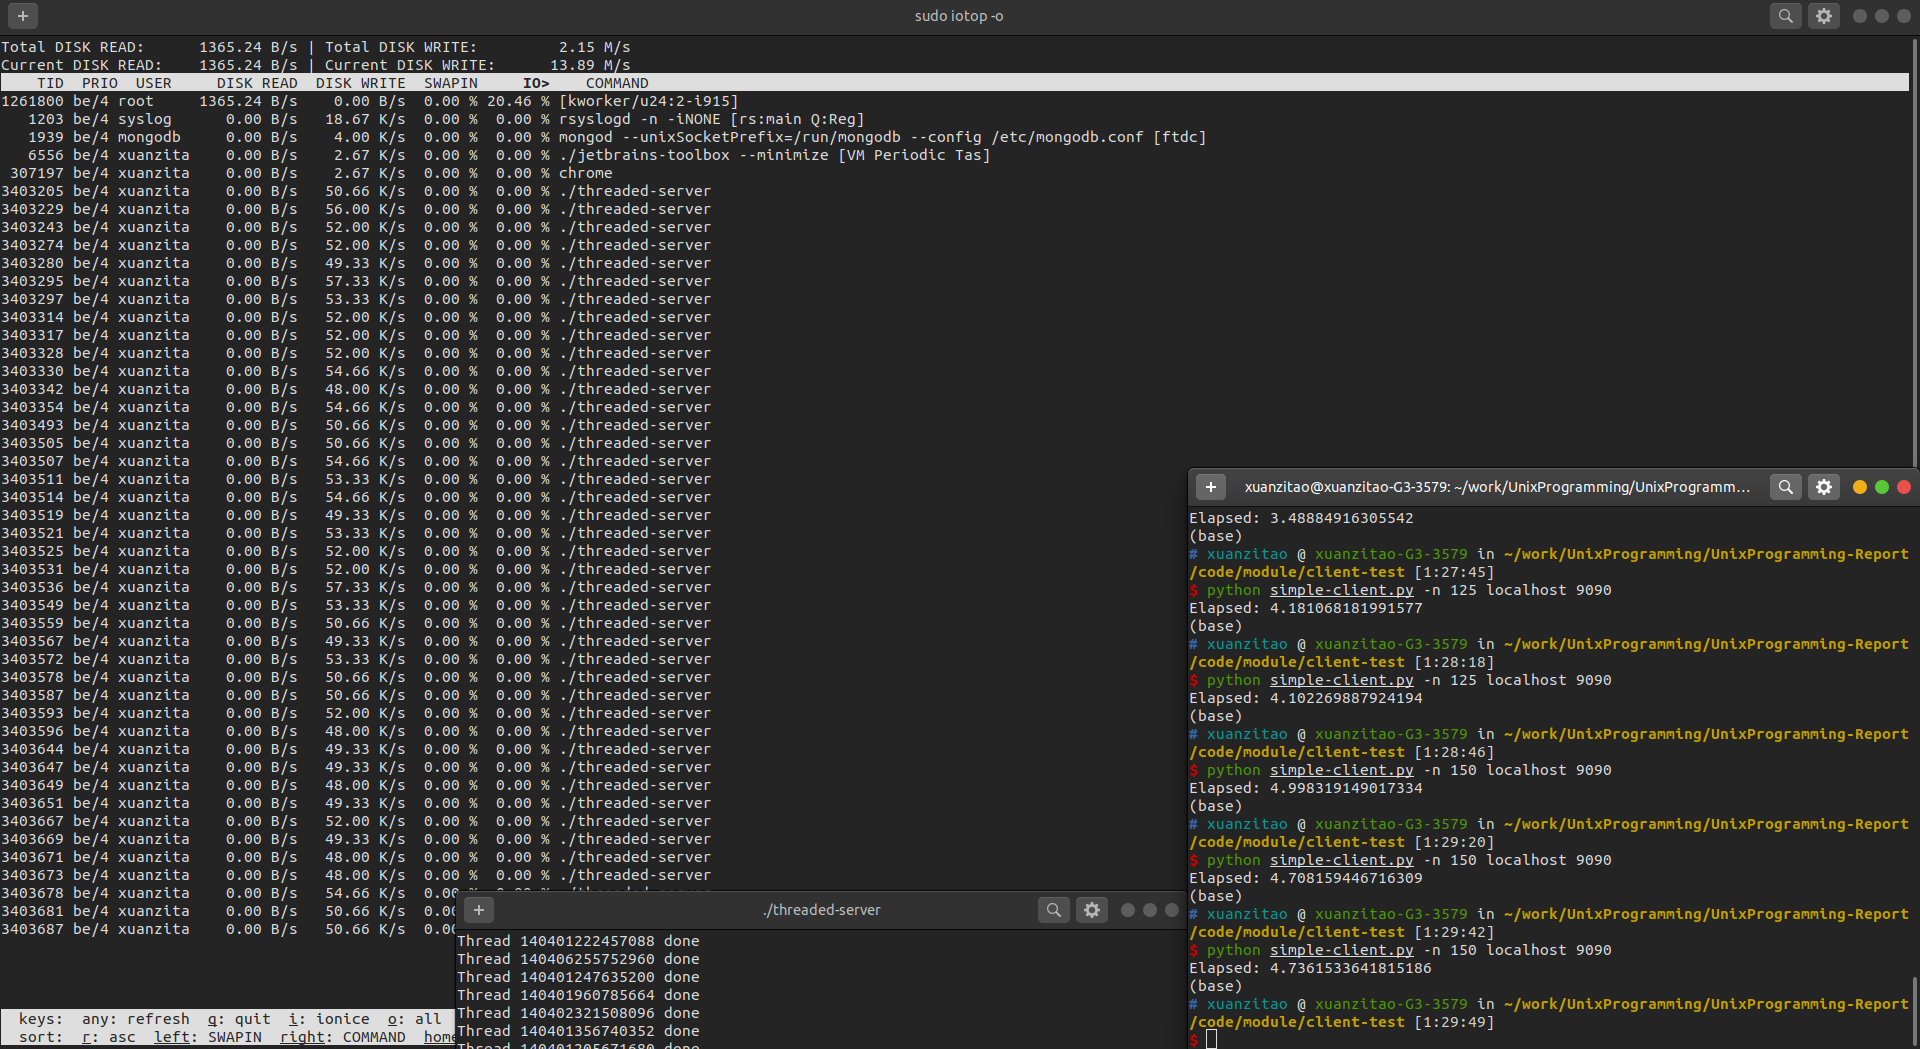 sudo iotop -o
Total DISK READ:      1365.24 B/s | Total DISK WRITE:         2.15 M/s
Current DISK READ:    1365.24 B/s | Current DISK WRITE:      13.89 M/s
TID  PRIO  USER     DISK READ  DISK WRITE  SWAPIN     IO>    COMMAND
1261800 be/4 root     1365.24 B/s    0.00 B/s  0.00 % 20.46 % [kworker/u24:2-i915]
1203 be/4 syslog      0.00 B/s   18.67 K/s  0.00 %  0.00 % rsyslogd -n -iNONE [rs:main Q:Reg]
1939 be/4 mongodb     0.00 B/s    4.00 K/s  0.00 %  0.00 % mongod --unixSocketPrefix=/run/mongodb --config /etc/mongodb.conf [ftdc]
6556 be/4 xuanzita    0.00 B/s    2.67 K/s  0.00 %  0.00 % ./jetbrains-toolbox --minimize [VM Periodic Tas]
307197 be/4 xuanzita    0.00 B/s    2.67 K/s  0.00 %  0.00 % chrome
3403205 be/4 xuanzita    0.00 B/s   50.66 K/s  0.00 %  0.00 % ./threaded-server
3403229 be/4 xuanzita    0.00 B/s   56.00 K/s  0.00 %  0.00 % ./threaded-server
3403243 be/4 xuanzita    0.00 B/s   52.00 K/s  0.00 %  0.00 % ./threaded-server
3403274 be/4 xuanzita    0.00 B/s   52.00 K/s  0.00 %  0.00 % ./threaded-server
3403280 be/4 xuanzita    0.00 B/s   49.33 K/s  0.00 %  0.00 % ./threaded-server
3403295 be/4 xuanzita    0.00 B/s   57.33 K/s  0.00 %  0.00 % ./threaded-server
3403297 be/4 xuanzita    0.00 B/s   53.33 K/s  0.00 %  0.00 % ./threaded-server
3403314 be/4 xuanzita    0.00 B/s   52.00 K/s  0.00 %  0.00 % ./threaded-server
3403317 be/4 xuanzita    0.00 B/s   52.00 K/s  0.00 %  0.00 % ./threaded-server
3403328 be/4 xuanzita    0.00 B/s   52.00 K/s  0.00 %  0.00 % ./threaded-server
3403330 be/4 xuanzita    0.00 B/s   54.66 K/s  0.00 %  0.00 % ./threaded-server
3403342 be/4 xuanzita    0.00 B/s   48.00 K/s  0.00 %  0.00 % ./threaded-server
3403354 be/4 xuanzita    0.00 B/s   54.66 K/s  0.00 %  0.00 % ./threaded-server
3403493 be/4 xuanzita    0.00 B/s   50.66 K/s  0.00 %  0.00 % ./threaded-server
3403505 be/4 xuanzita    0.00 B/s   50.66 K/s  0.00 %  0.00 % ./threaded-server
3403507 be/4 xuanzita    0.00 B/s   54.66 K/s  0.00 %  0.00 % ./threaded-server
3403511 be/4 xuanzita    0.00 B/s   53.33 K/s  0.00 %  0.00 % ./threaded-server
3403514 be/4 xuanzita    0.00 B/s   54.66 K/s  0.00 %  0.00 % ./threaded-server
3403519 be/4 xuanzita    0.00 B/s   49.33 K/s  0.00 %  0.00 % ./threaded-server
3403521 be/4 xuanzita    0.00 B/s   53.33 K/s  0.00 %  0.00 % ./threaded-server
3403525 be/4 xuanzita    0.00 B/s   52.00 K/s  0.00 %  0.00 % ./threaded-server
3403531 be/4 xuanzita    0.00 B/s   52.00 K/s  0.00 %  0.00 % ./threaded-server
3403536 be/4 xuanzita    0.00 B/s   57.33 K/s  0.00 %  0.00 % ./threaded-server
3403549 be/4 xuanzita    0.00 B/s   53.33 K/s  0.00 %  0.00 % ./threaded-server
3403559 be/4 xuanzita    0.00 B/s   50.66 K/s  0.00 %  0.00 % ./threaded-server
3403567 be/4 xuanzita    0.00 B/s   49.33 K/s  0.00 %  0.00 % ./threaded-server
3403572 be/4 xuanzita    0.00 B/s   53.33 K/s  0.00 %  0.00 % ./threaded-server
3403578 be/4 xuanzita    0.00 B/s   50.66 K/s  0.00 %  0.00 % ./threaded-server
3403587 be/4 xuanzita    0.00 B/s   50.66 K/s  0.00 %  0.00 % ./threaded-server
3403593 be/4 xuanzita    0.00 B/s   52.00 K/s  0.00 %  0.00 % ./threaded-server
3403596 be/4 xuanzita    0.00 B/s   48.00 K/s  0.00 %  0.00 % ./threaded-server
3403644 be/4 xuanzita    0.00 B/s   49.33 K/s  0.00 %  0.00 % ./threaded-server
3403647 be/4 xuanzita    0.00 B/s   49.33 K/s  0.00 %  0.00 % ./threaded-server
3403649 be/4 xuanzita    0.00 B/s   48.00 K/s  0.00 %  0.00 % ./threaded-server
3403651 be/4 xuanzita    0.00 B/s   49.33 K/s  0.00 %  0.00 % ./threaded-server
3403667 be/4 xuanzita    0.00 B/s   52.00 K/s  0.00 %  0.00 % ./threaded-server
3403669 be/4 xuanzita    0.00 B/s   49.33 K/s  0.00 %  0.00 % ./threaded-server
3403671 be/4 xuanzita    0.00 B/s   48.00 K/s  0.00 %  0.00 % ./threaded-server
3403673 be/4 xuanzita    0.00 B/s   48.00 K/s  0.00 %  0.00 % ./threaded-server
3403678 be/4 xuanzita    0.00 B/s   54.66 K/s  0.00
3403681 be/4 xuanzita    0.00 B/s   50.66 K/s  0.00
3403687 be/4 xuanzita    0.00 B/s   50.66 K/s  0.00
keys:  any: refresh  q: quit  i: ionice  o: all
sort:  r: asc  left: SWAPIN  right: COMMAND  home
./threaded-server
Thread 140401222457088 done
Thread 140406255752960 done
Thread 140401247635200 done
Thread 140401960785664 done
Thread 140402321508096 done
Thread 140401356740352 done
Thread 140401205671680 done
xuanzitao@xuanzitao-G3-3579: ~/work/UnixProgramming/UnixProgramm...
Elapsed: 3.48884916305542
(base)
# xuanzitao @ xuanzitao-G3-3579 in ~/work/UnixProgramming/UnixProgramming-Report
/code/module/client-test [1:27:45]
$ python simple-client.py -n 125 localhost 9090
Elapsed: 4.181068181991577
(base)
# xuanzitao @ xuanzitao-G3-3579 in ~/work/UnixProgramming/UnixProgramming-Report
/code/module/client-test [1:28:18]
$ python simple-client.py -n 125 localhost 9090
Elapsed: 4.102269887924194
(base)
# xuanzitao @ xuanzitao-G3-3579 in ~/work/UnixProgramming/UnixProgramming-Report
/code/module/client-test [1:28:46]
$ python simple-client.py -n 150 localhost 9090
Elapsed: 4.998319149017334
(base)
# xuanzitao @ xuanzitao-G3-3579 in ~/work/UnixProgramming/UnixProgramming-Report
/code/module/client-test [1:29:20]
$ python simple-client.py -n 150 localhost 9090
Elapsed: 4.708159446716309
(base)
# xuanzitao @ xuanzitao-G3-3579 in ~/work/UnixProgramming/UnixProgramming-Report
/code/module/client-test [1:29:42]
$ python simple-client.py -n 150 localhost 9090
Elapsed: 4.7361533641815186
(base)
# xuanzitao @ xuanzitao-G3-3579 in ~/work/UnixProgramming/UnixProgramming-Report
/code/module/client-test [1:29:49]
$